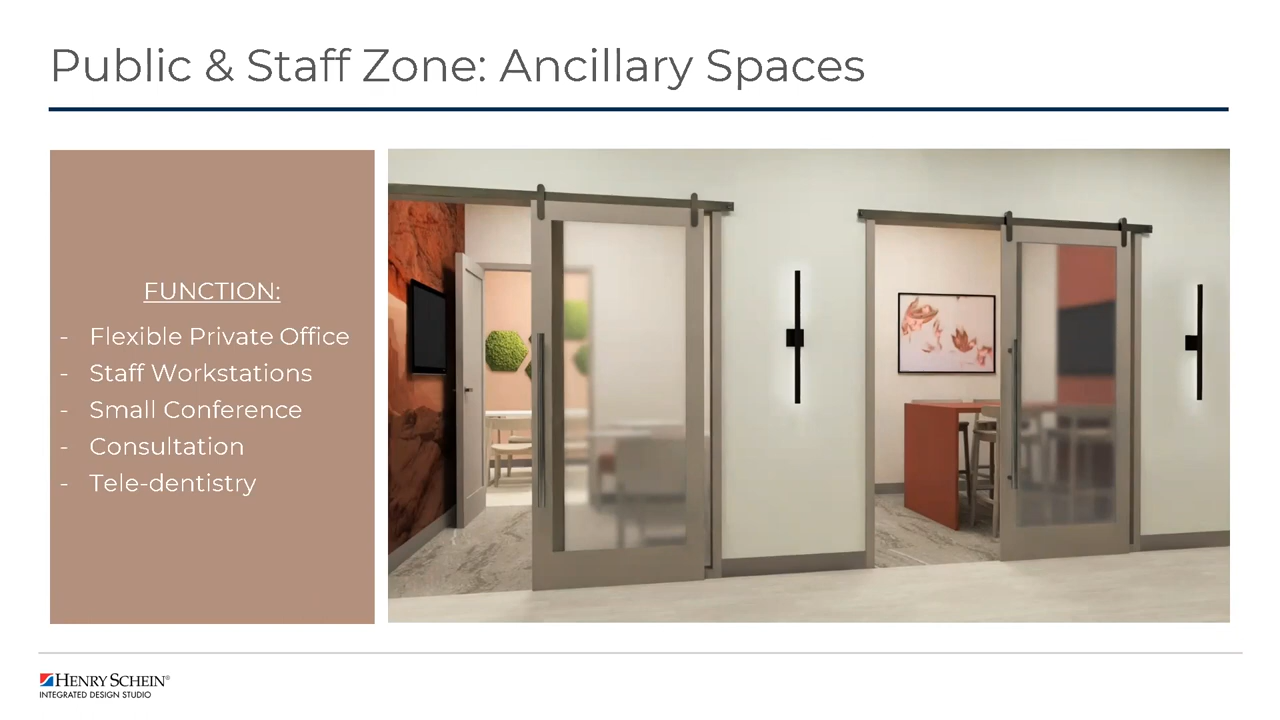 Public & Staff Zone: Ancillary Spaces
FUNCTION:
- Flexible Private Office
- Staff Workstations
- Small Conference
- Consultation
- Tele-dentistry
HENRY SCHEIN®
INTEGRATED DESIGN STUDIO